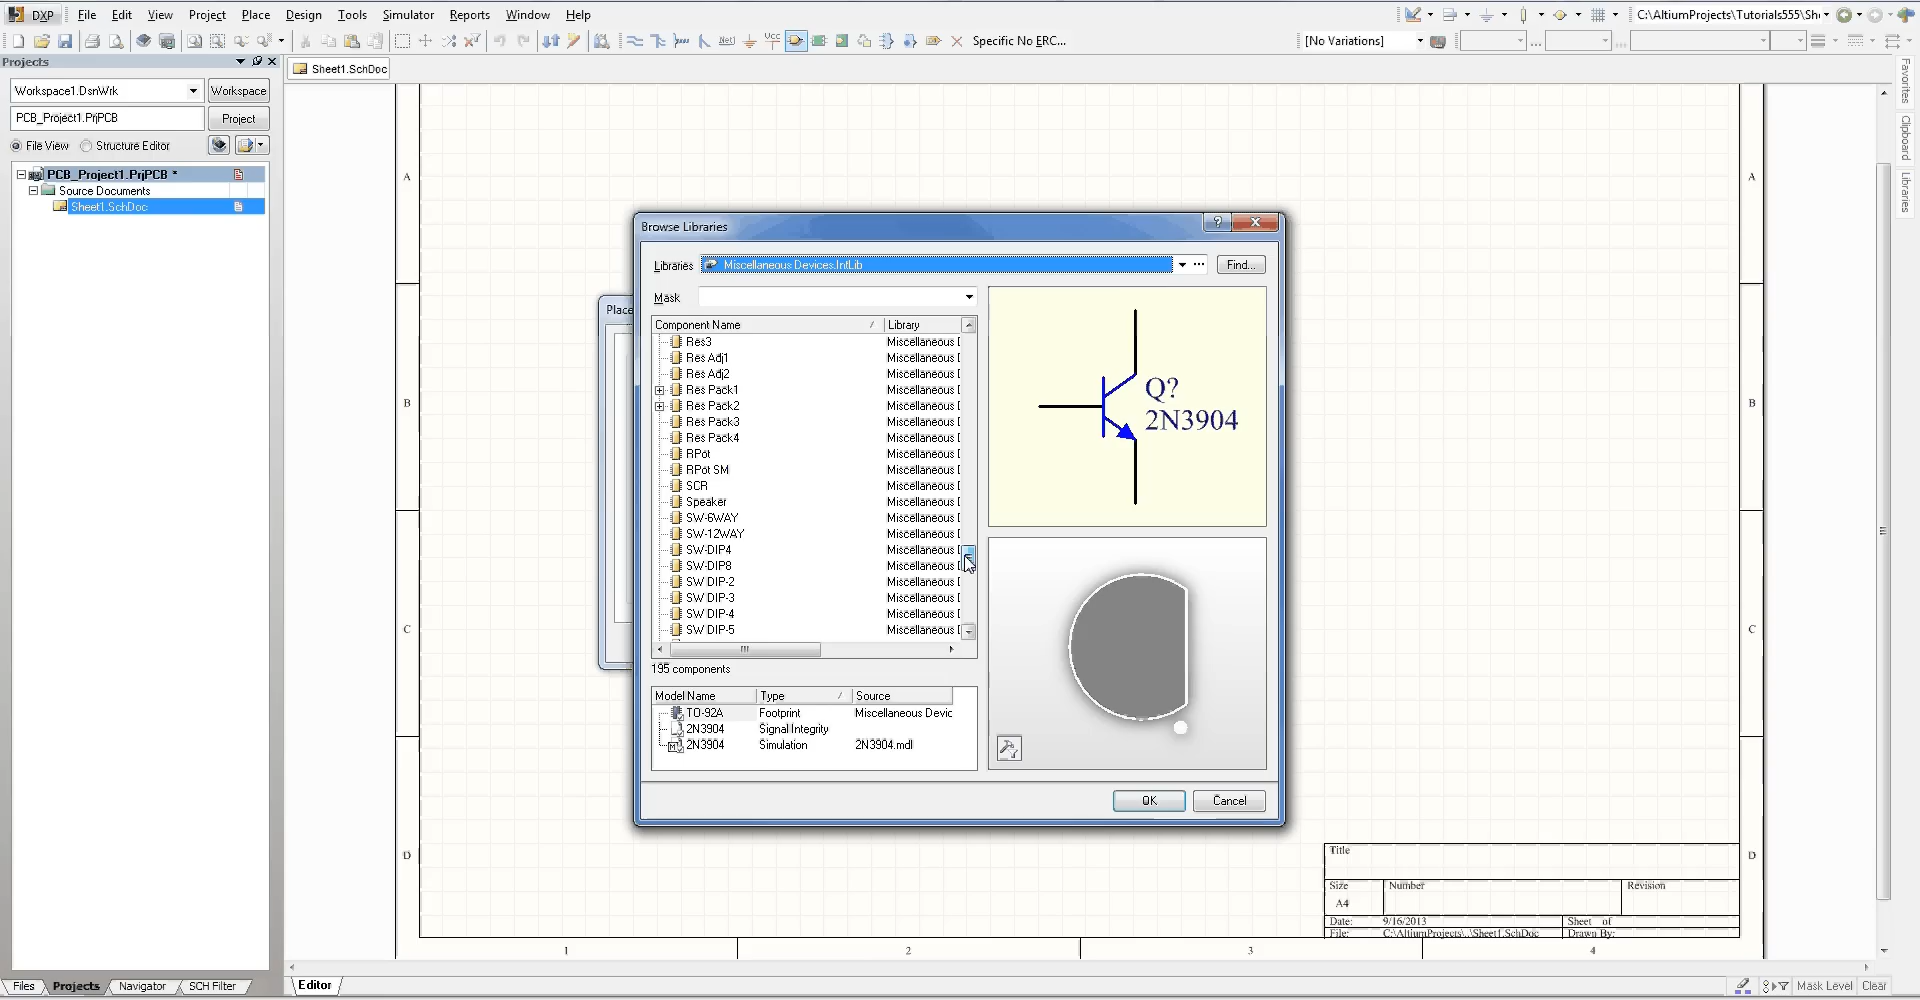 DXP File Edit View Project Place Design Tools Simulator Reports Window Help
C:\AltiumProjects\Tutorials555\Sh
Net Vcc Specific No ERC... [No Variations]
Projects
Sheet1.SchDoc
Workspace1.DsnWrk Workspace
PCB_Project1.PrjPCB Project
File View Structure Editor
PCB_Project1.PrjPCB *
Source Documents
Sheet1.SchDoc
Favorites
Clipboard
Libraries
A A
B B
C C
D D
Place
Browse Libraries
Libraries Miscellaneous Devices.IntLib Find...
Mask
Component Name Library
Res3 Miscellaneous D
Res Adj1 Miscellaneous D
Res Adj2 Miscellaneous D
Res Pack1 Miscellaneous D
Res Pack2 Miscellaneous D
Res Pack3 Miscellaneous D
Res Pack4 Miscellaneous D
RPot Miscellaneous D
RPot SM Miscellaneous D
SCR Miscellaneous D
Speaker Miscellaneous D
SW-6WAY Miscellaneous D
SW-12WAY Miscellaneous D
SW-DIP4 Miscellaneous D
SW-DIP8 Miscellaneous D
SW DIP-2 Miscellaneous D
SW DIP-3 Miscellaneous D
SW DIP-4 Miscellaneous D
SW DIP-5 Miscellaneous D
195 components
Q?
2N3904
Model Name Type Source
TO-92A Footprint Miscellaneous Devic
2N3904 Signal Integrity
2N3904 Simulation 2N3904.mdl
OK Cancel
Title
Size Number Revision
A4
Date: 9/16/2013 Sheet of
File: C:\AltiumProjects\..\Sheet1.SchDoc Drawn By:
1 2 3 4
Files Projects Navigator SCH Filter
Editor
Mask Level Clear